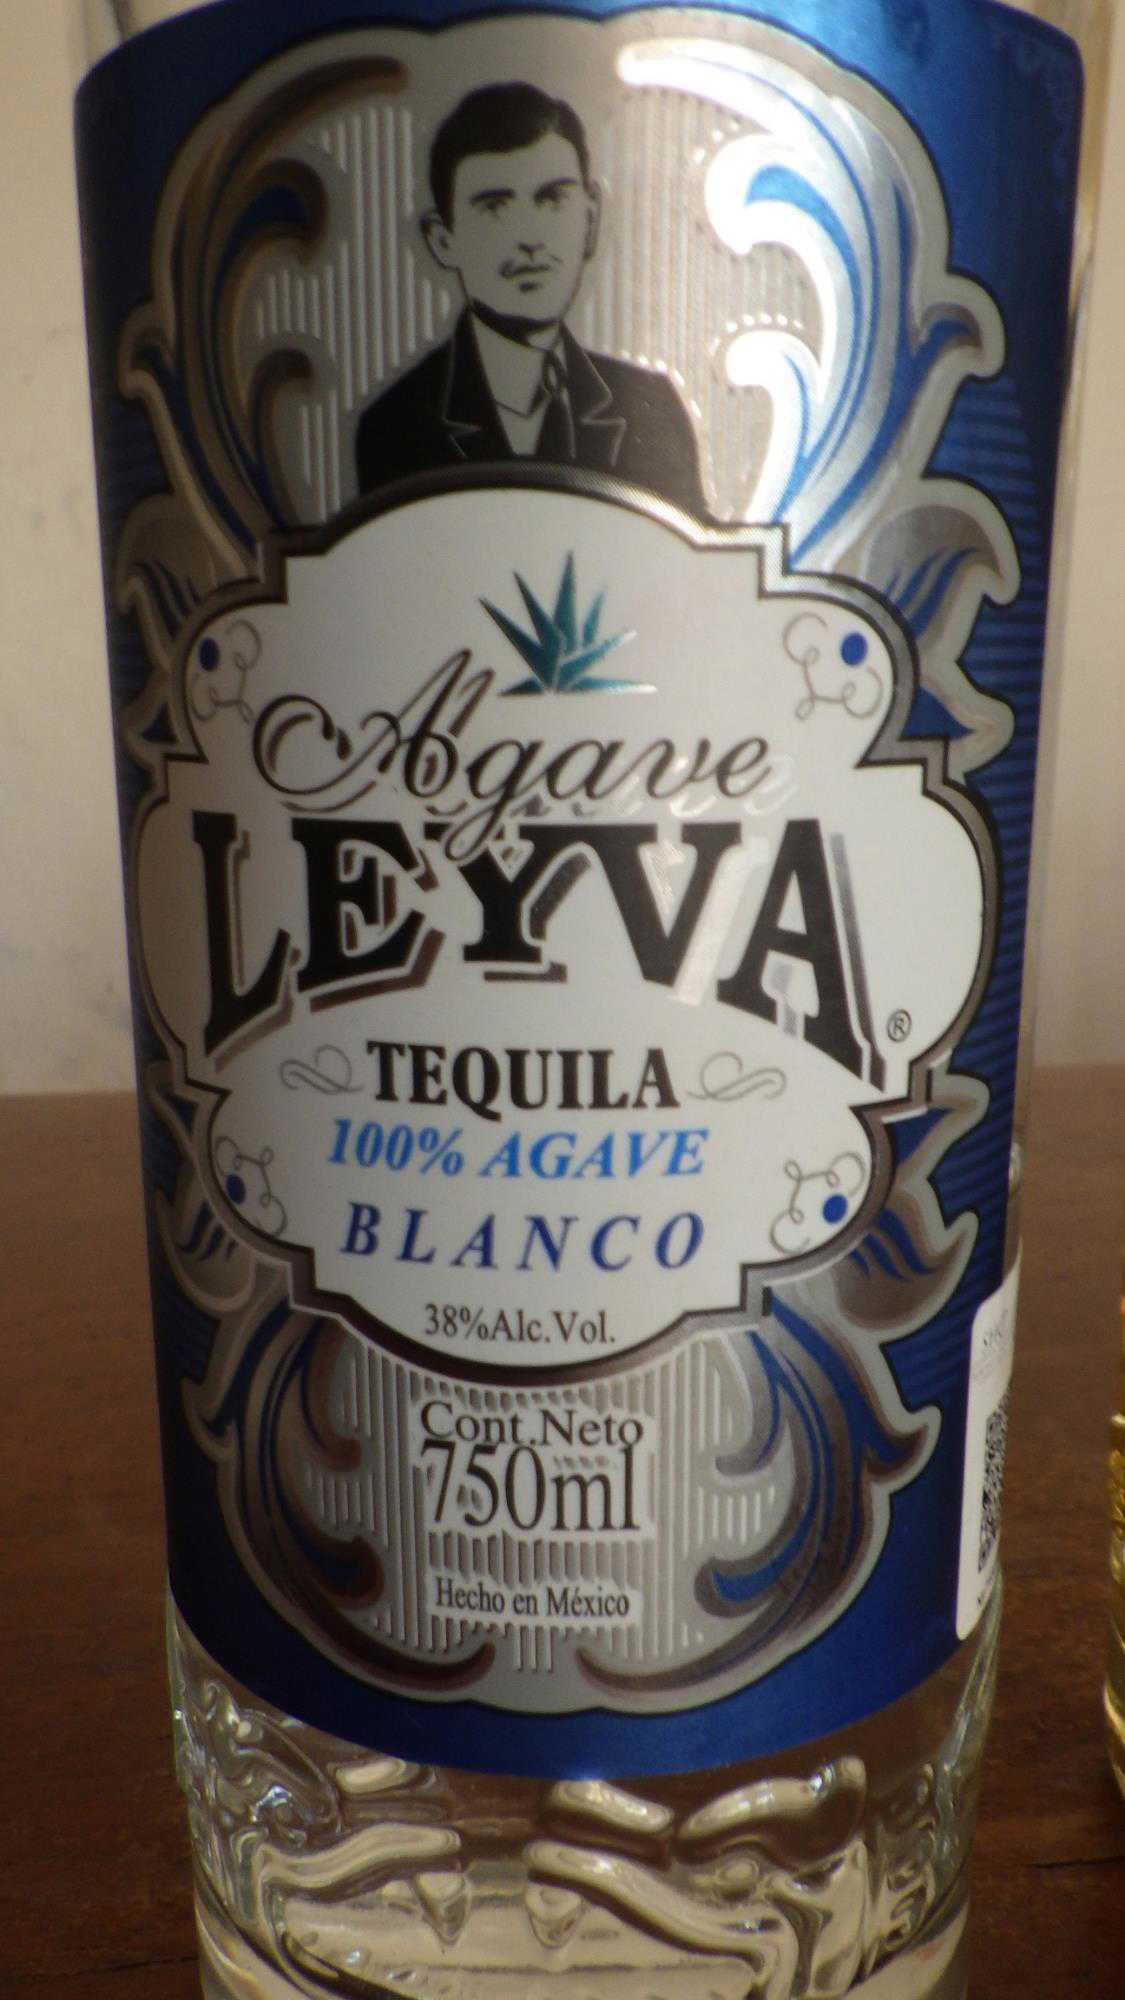 Agave
LEYVA
®
TEQUILA
100% AGAVE
BLANCO
38%Alc.Vol.
Cont.Neto
750ml
Hecho en México